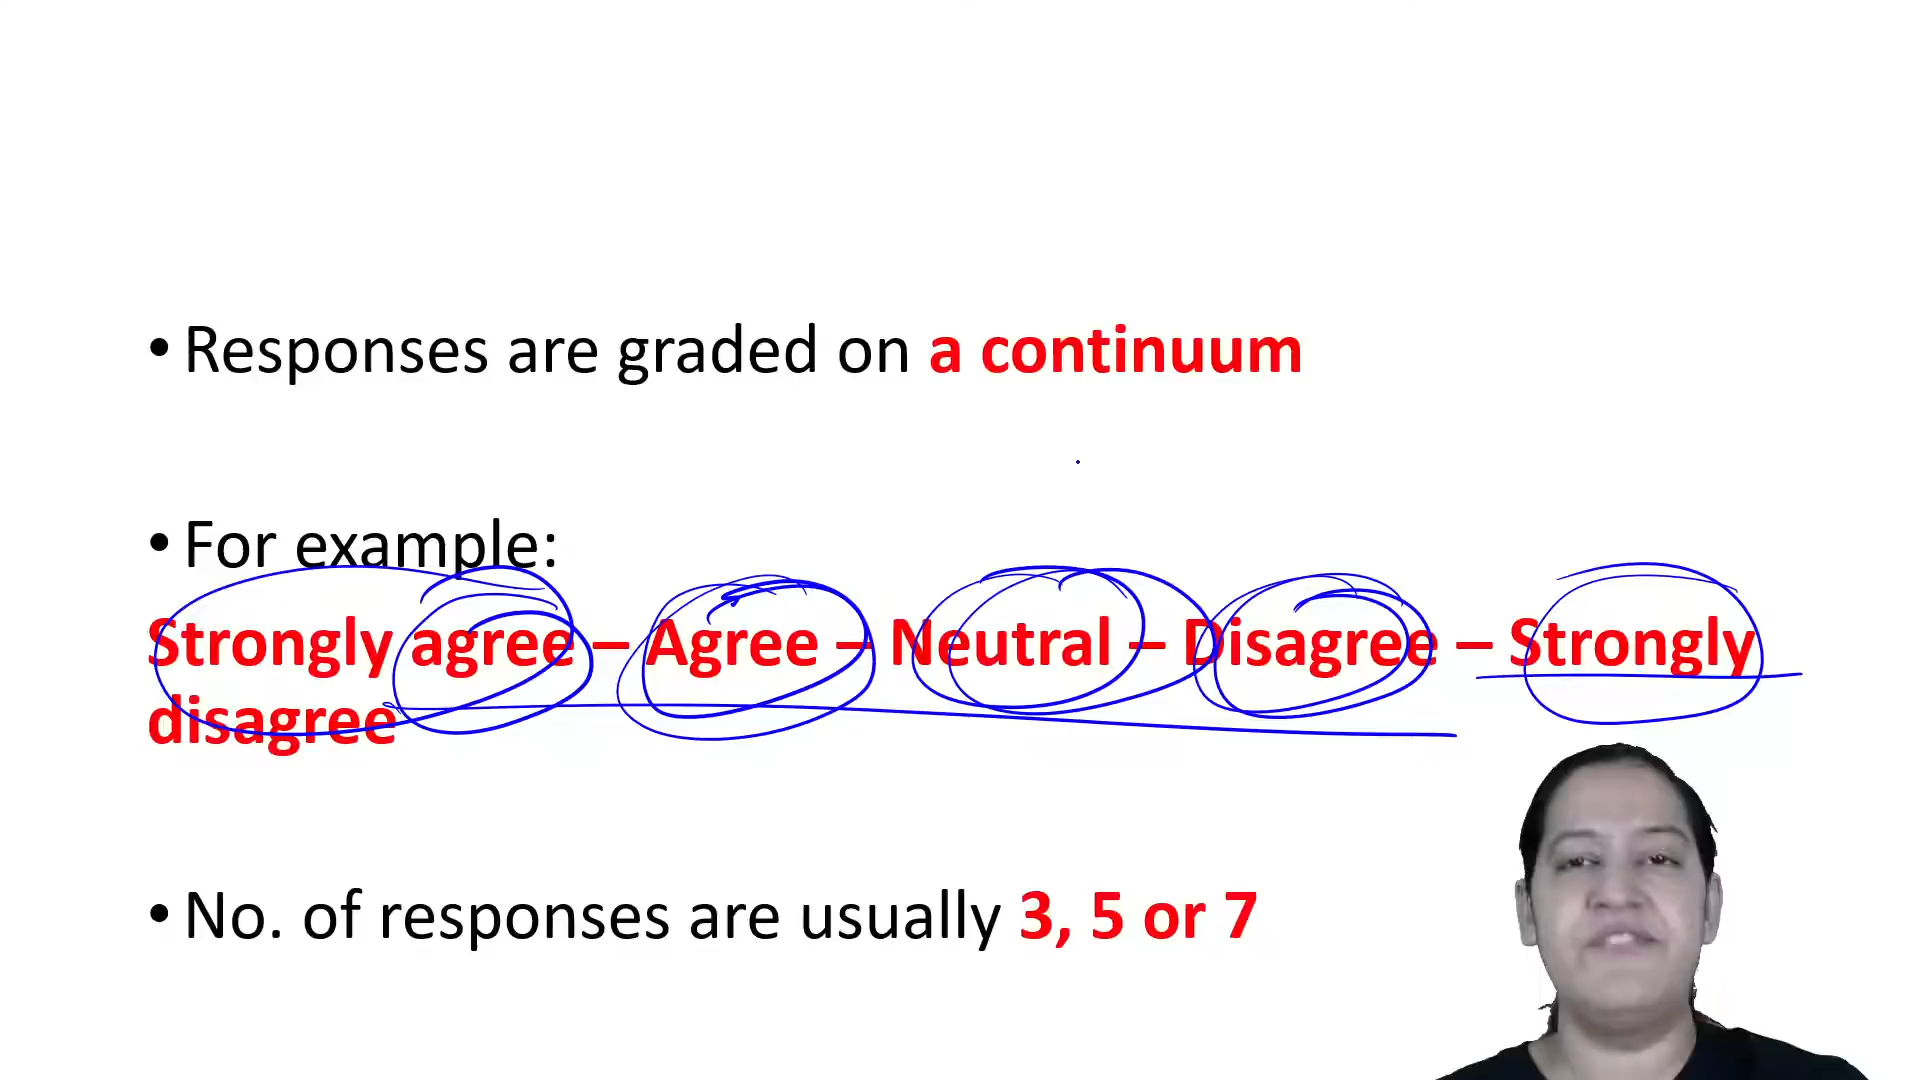 • Responses are graded on a continuum
• For example:
Strongly agree – Agree – Neutral – Disagree – Strongly
disagree
• No. of responses are usually 3, 5 or 7